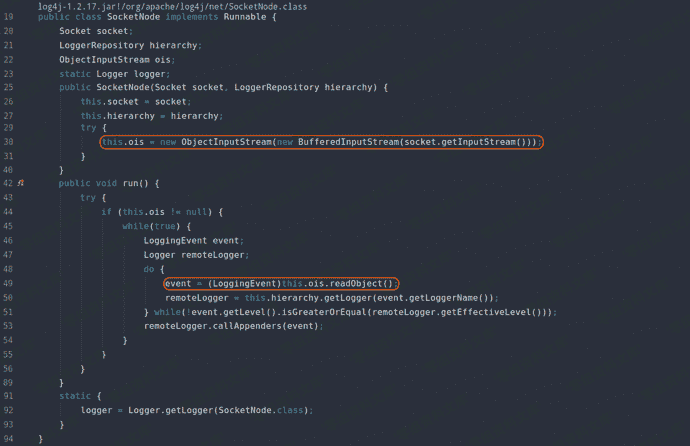 log4j-1.2.17.jar!/org/apache/log4j/net/SocketNode.class
19 public class SocketNode implements Runnable {
20 Socket socket;
21 LoggerRepository hierarchy;
22 ObjectInputStream ois;
23 static Logger logger;
25 public SocketNode(Socket socket, LoggerRepository hierarchy) {
26 this.socket = socket;
27 this.hierarchy = hierarchy;
29 try {
30 this.ois = new ObjectInputStream(new BufferedInputStream(socket.getInputStream()));
31 }
40 }
42 public void run() {
43 try {
44 if (this.ois != null) {
45 while(true) {
46 LoggingEvent event;
47 Logger remoteLogger;
48 do {
49 event = (LoggingEvent)this.ois.readObject();
50 remoteLogger = this.hierarchy.getLogger(event.getLoggerName());
51 } while(!event.getLevel().isGreaterOrEqual(remoteLogger.getEffectiveLevel()));
53 remoteLogger.callAppenders(event);
54 }
55 }
56 }
89 }
91 static {
92 logger = Logger.getLogger(SocketNode.class);
93 }
94 }